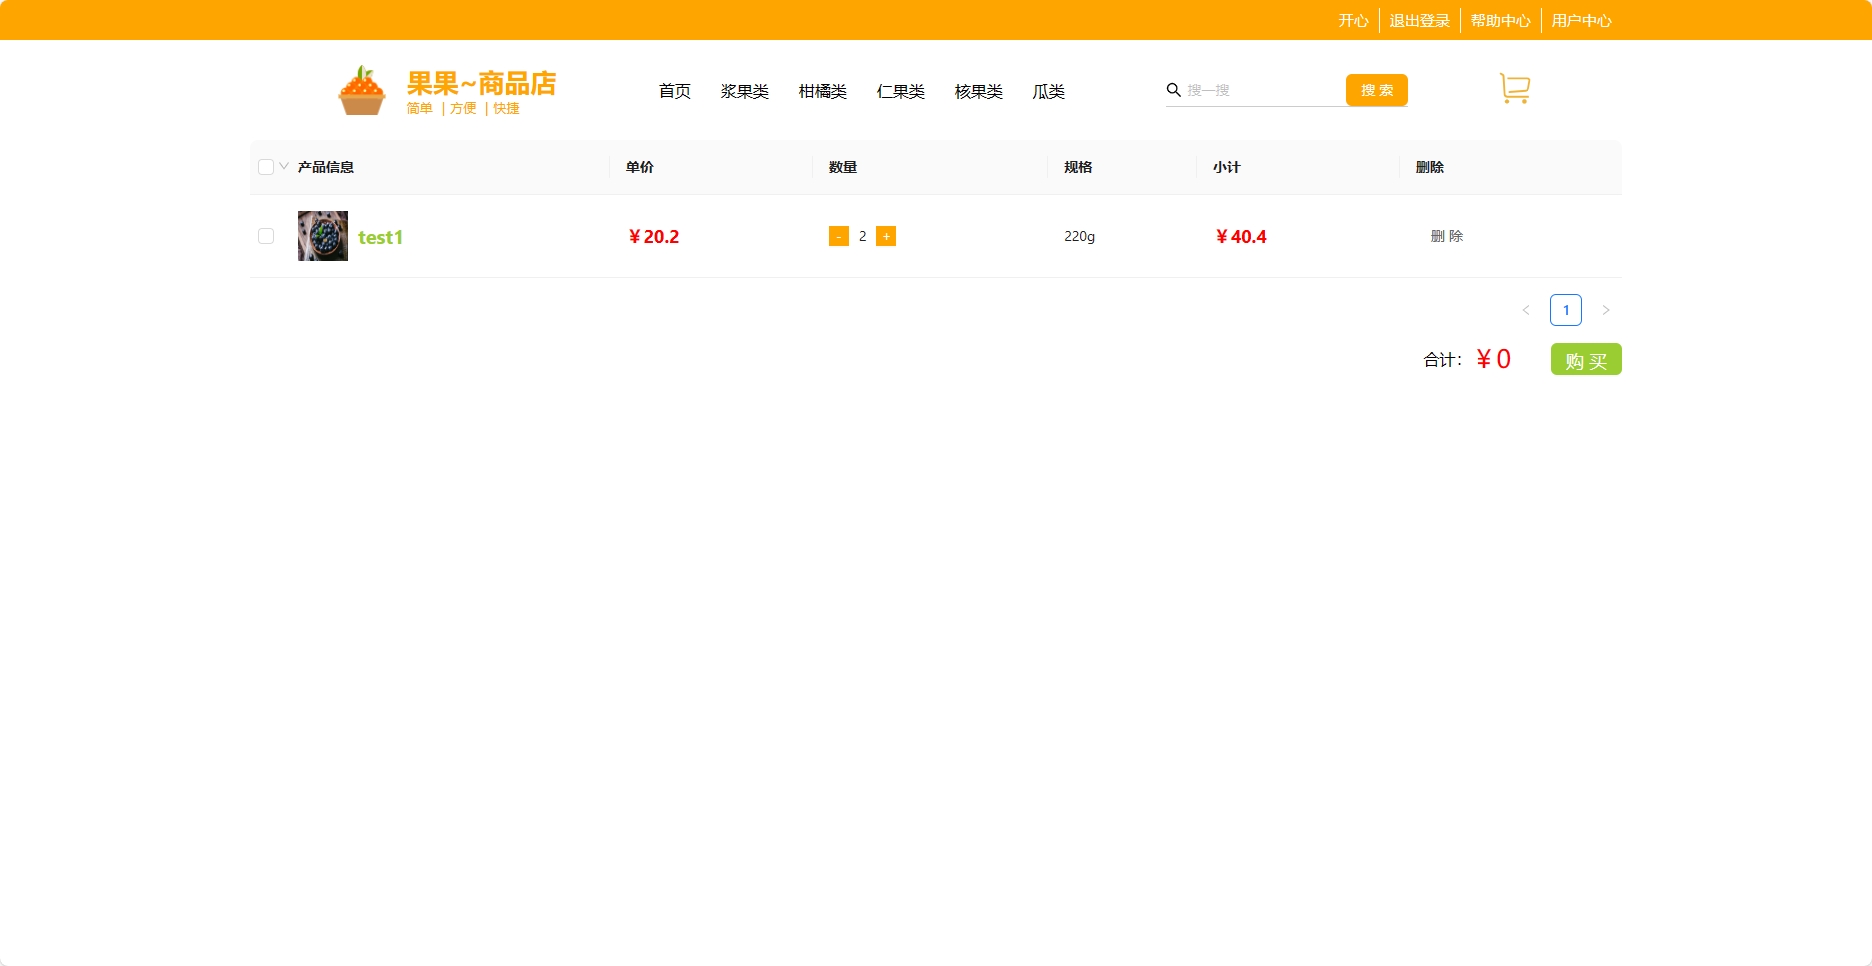 开心 退出登录 帮助中心 用户中心
果果~商品店
简单 | 方便 | 快捷
首页 浆果类 柑橘类 仁果类 核果类 瓜类
搜一搜 搜 索
产品信息 单价 数量 规格 小计 删除
test1 ￥20.2 - 2 + 220g ￥40.4 删 除
< 1 >
合计： ￥0 购 买